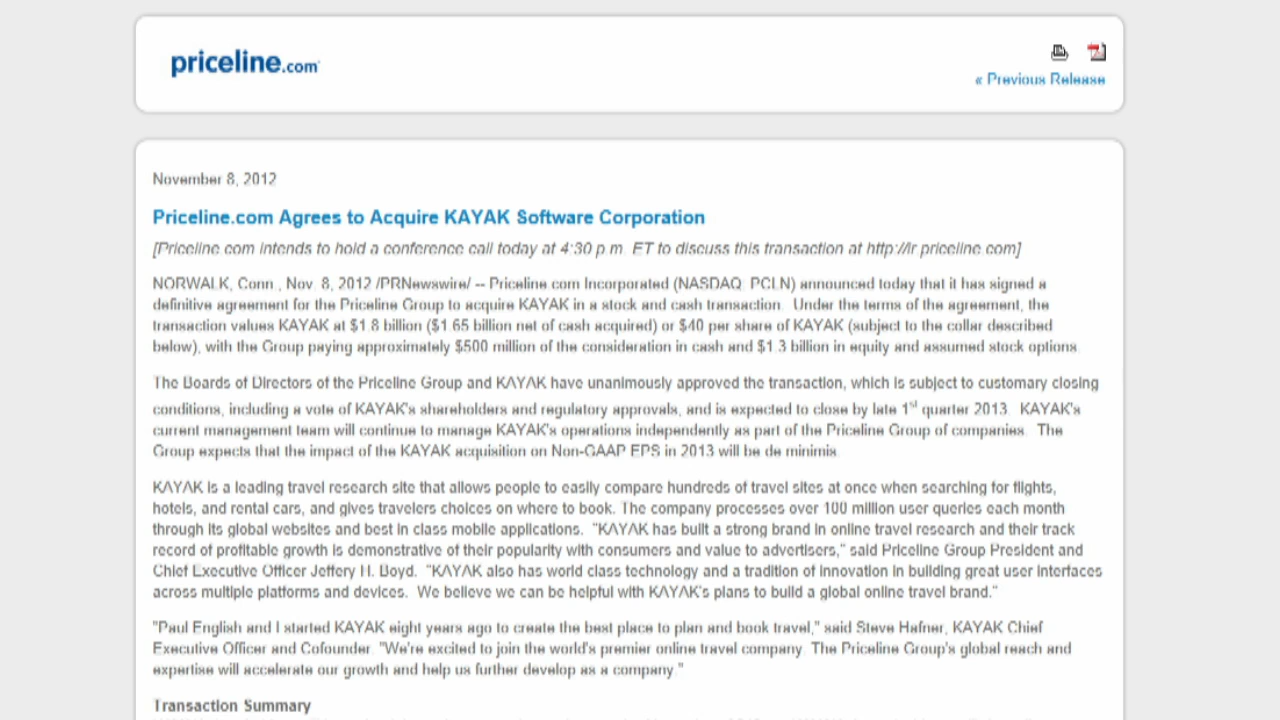 priceline.com
« Previous Release
November 8, 2012
Priceline.com Agrees to Acquire KAYAK Software Corporation
[Priceline.com intends to hold a conference call today at 4:30 p.m. ET to discuss this transaction at http://ir.priceline.com]
NORWALK, Conn., Nov. 8, 2012 /PRNewswire/ -- Priceline.com Incorporated (NASDAQ: PCLN) announced today that it has signed a
definitive agreement for the Priceline Group to acquire KAYAK in a stock and cash transaction. Under the terms of the agreement, the
transaction values KAYAK at $1.8 billion ($1.65 billion net of cash acquired) or $40 per share of KAYAK (subject to the collar described
below), with the Group paying approximately $500 million of the consideration in cash and $1.3 billion in equity and assumed stock options.
The Boards of Directors of the Priceline Group and KAYAK have unanimously approved the transaction, which is subject to customary closing
conditions, including a vote of KAYAK's shareholders and regulatory approvals, and is expected to close by late 1st quarter 2013. KAYAK's
current management team will continue to manage KAYAK's operations independently as part of the Priceline Group of companies. The
Group expects that the impact of the KAYAK acquisition on Non-GAAP EPS in 2013 will be de minimis.
KAYAK is a leading travel research site that allows people to easily compare hundreds of travel sites at once when searching for flights,
hotels, and rental cars, and gives travelers choices on where to book. The company processes over 100 million user queries each month
through its global websites and best in class mobile applications. "KAYAK has built a strong brand in online travel research and their track
record of profitable growth is demonstrative of their popularity with consumers and value to advertisers," said Priceline Group President and
Chief Executive Officer Jeffery H. Boyd. "KAYAK also has world class technology and a tradition of innovation in building great user interfaces
across multiple platforms and devices. We believe we can be helpful with KAYAK's plans to build a global online travel brand."
"Paul English and I started KAYAK eight years ago to create the best place to plan and book travel," said Steve Hafner, KAYAK Chief
Executive Officer and Cofounder. "We're excited to join the world's premier online travel company. The Priceline Group's global reach and
expertise will accelerate our growth and help us further develop as a company."
Transaction Summary